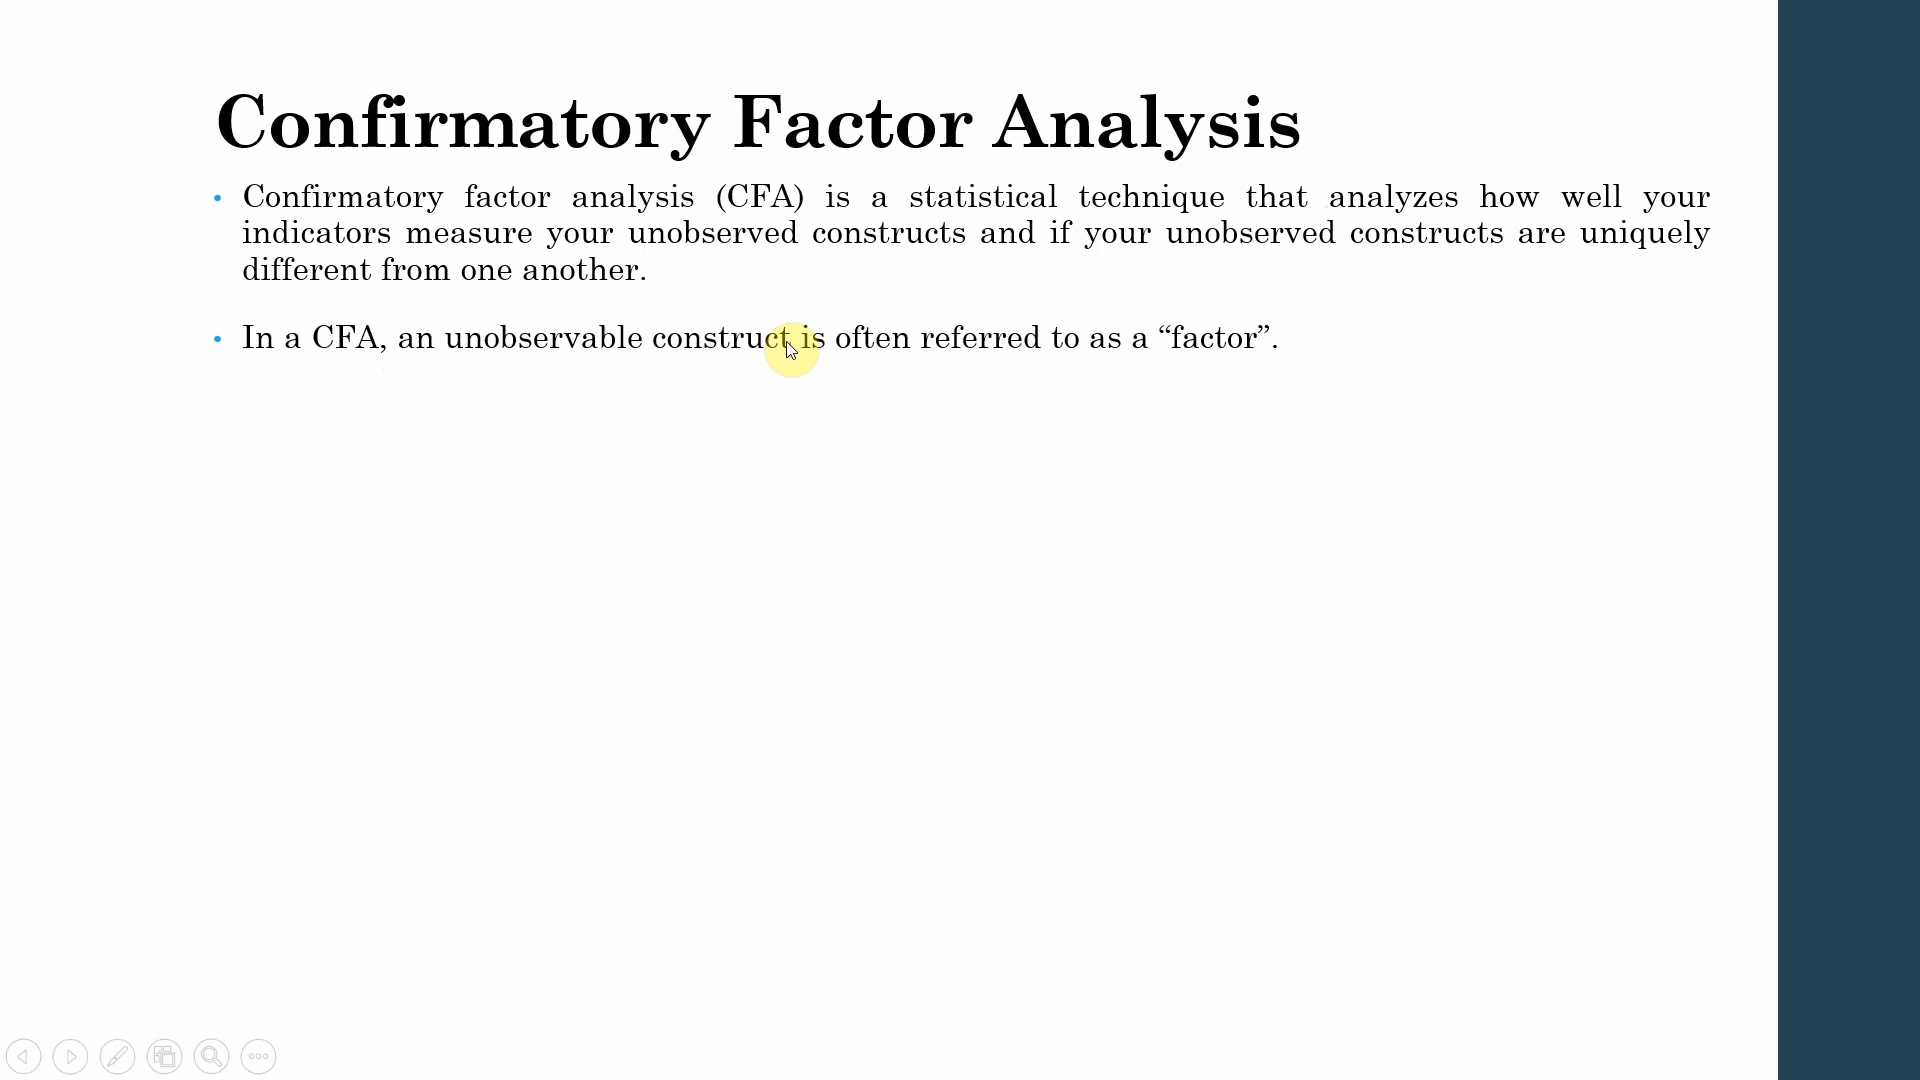 Confirmatory Factor Analysis
• Confirmatory factor analysis (CFA) is a statistical technique that analyzes how well your
indicators measure your unobserved constructs and if your unobserved constructs are uniquely
different from one another.
• In a CFA, an unobservable construct is often referred to as a “factor”.